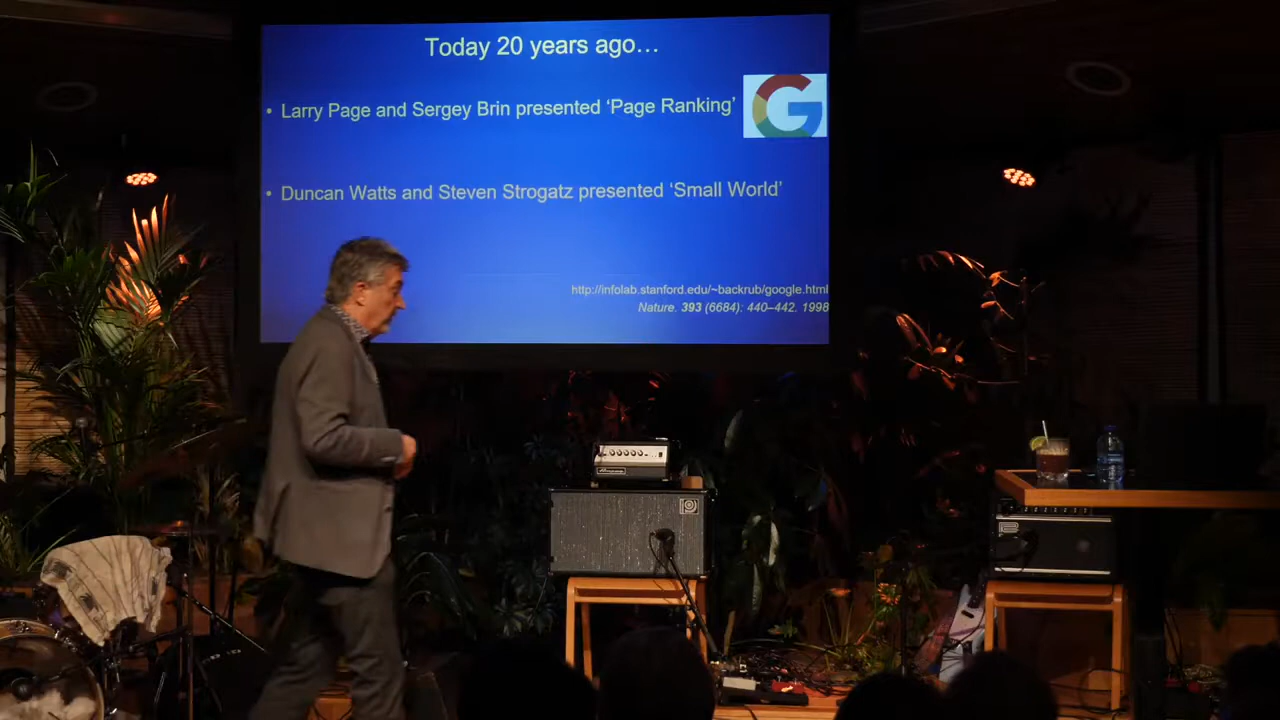 Today 20 years ago…
• Larry Page and Sergey Brin presented ‘Page Ranking’
G
• Duncan Watts and Steven Strogatz presented ‘Small World’
http://infolab.stanford.edu/~backrub/google.html
Nature. 393 (6684): 440–442. 1998